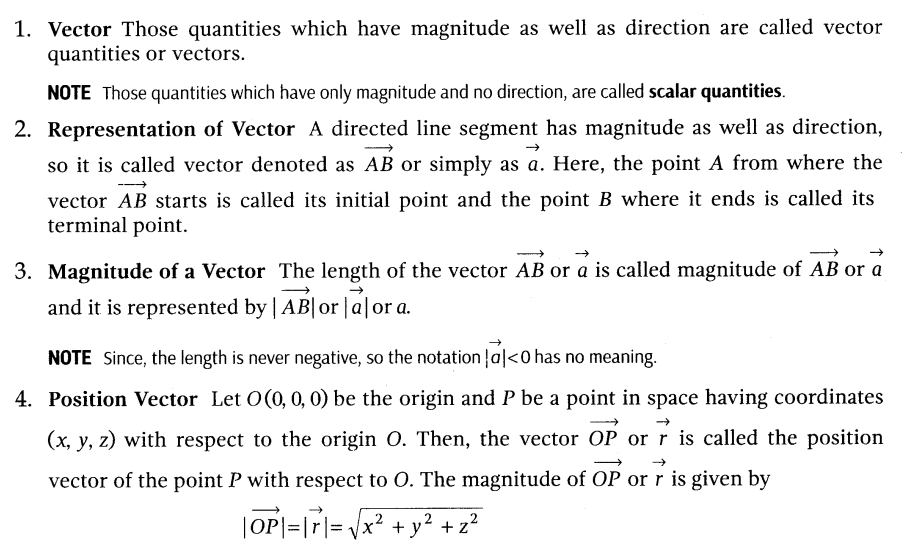 1. Vector Those quantities which have magnitude as well as direction are called vector
quantities or vectors.
NOTE Those quantities which have only magnitude and no direction, are called scalar quantities.
2. Representation of Vector A directed line segment has magnitude as well as direction,
so it is called vector denoted as $\overrightarrow{AB}$ or simply as $\vec{a}$. Here, the point A from where the
vector $\overrightarrow{AB}$ starts is called its initial point and the point B where it ends is called its
terminal point.
3. Magnitude of a Vector The length of the vector $\overrightarrow{AB}$ or $\vec{a}$ is called magnitude of $\overrightarrow{AB}$ or $\vec{a}$
and it is represented by $|\overrightarrow{AB}|$ or $|\vec{a}|$ or a.
NOTE Since, the length is never negative, so the notation $|\vec{a}|<0$ has no meaning.
4. Position Vector Let O(0, 0, 0) be the origin and P be a point in space having coordinates
(x, y, z) with respect to the origin O. Then, the vector $\overrightarrow{OP}$ or $\vec{r}$ is called the position
vector of the point P with respect to O. The magnitude of $\overrightarrow{OP}$ or $\vec{r}$ is given by
$|\overrightarrow{OP}|=|\vec{r}|=\sqrt{x^2+y^2+z^2}$